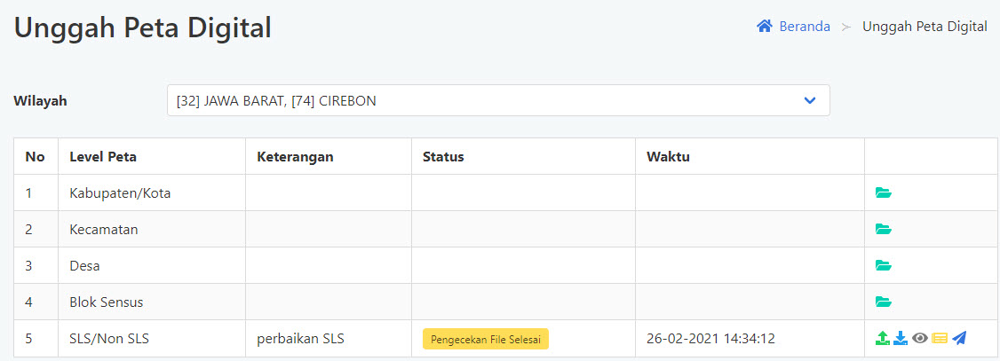 Unggah Peta Digital
Beranda > Unggah Peta Digital
Wilayah [32] JAWA BARAT, [74] CIREBON
No Level Peta Keterangan Status Waktu
1 Kabupaten/Kota
2 Kecamatan
3 Desa
4 Blok Sensus
5 SLS/Non SLS perbaikan SLS Pengecekan File Selesai 26-02-2021 14:34:12